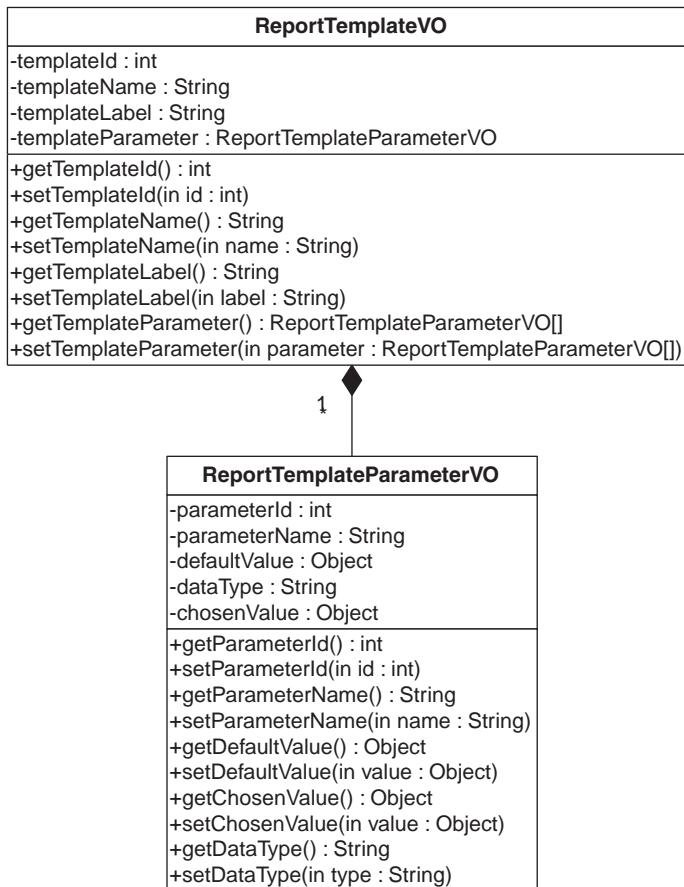 ReportTemplateVO
-templateId : int
-templateName : String
-templateLabel : String
-templateParameter : ReportTemplateParameterVO
+getTemplateId() : int
+setTemplateId(in id : int)
+getTemplateName() : String
+setTemplateName(in name : String)
+getTemplateLabel() : String
+setTemplateLabel(in label : String)
+getTemplateParameter() : ReportTemplateParameterVO[]
+setTemplateParameter(in parameter : ReportTemplateParameterVO[])
1
*
ReportTemplateParameterVO
-parameterId : int
-parameterName : String
-defaultValue : Object
-dataType : String
-chosenValue : Object
+getParameterId() : int
+setParameterId(in id : int)
+getParameterName() : String
+setParameterName(in name : String)
+getDefaultValue() : Object
+setDefaultValue(in value : Object)
+getChosenValue() : Object
+setChosenValue(in value : Object)
+getDataType() : String
+setDataType(in type : String)